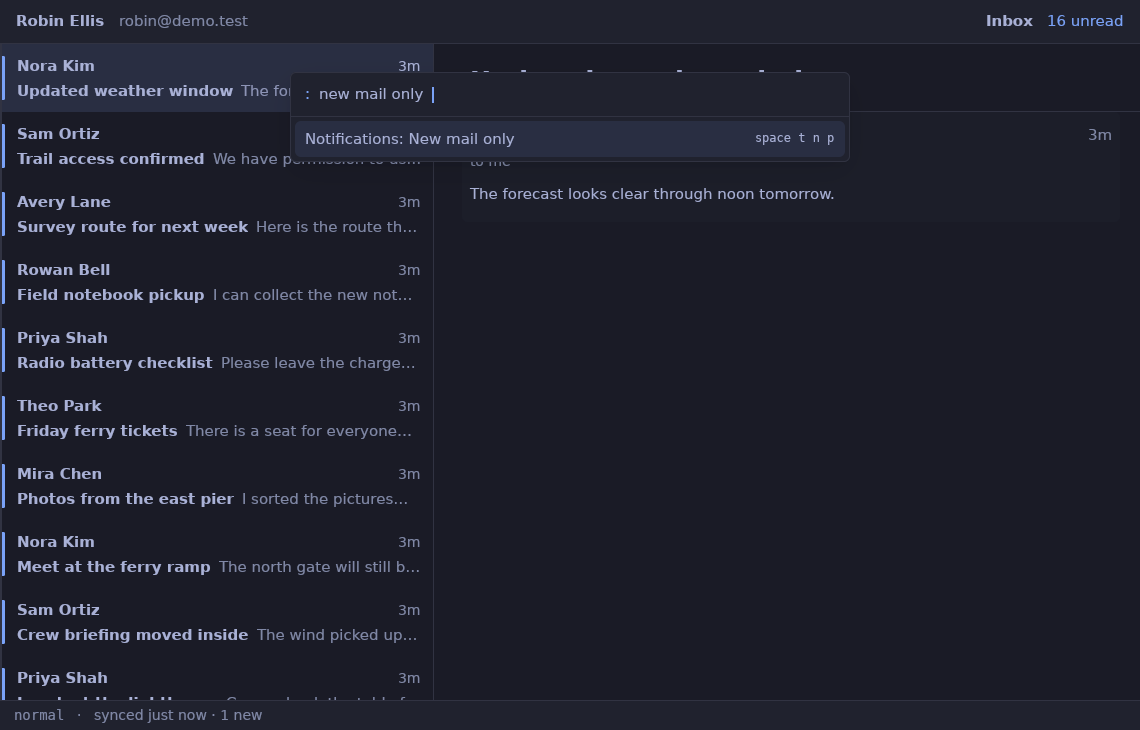 Robin Ellis robin@demo.test
Inbox 16 unread
Nora Kim 3m
Updated weather window The for
Sam Ortiz 3m
Trail access confirmed We have
Avery Lane 3m
Survey route for next week Here is the route th…
Rowan Bell 3m
Field notebook pickup I can collect the new not…
Priya Shah 3m
Radio battery checklist Please leave the charge…
Theo Park 3m
Friday ferry tickets There is a seat for everyone…
Mira Chen 3m
Photos from the east pier I sorted the pictures…
Nora Kim 3m
Meet at the ferry ramp The north gate will still b…
Sam Ortiz 3m
Crew briefing moved inside The wind picked up…
Priya Shah 3m
: new mail only
Notifications: New mail only space t n p
3m
to me
The forecast looks clear through noon tomorrow.
normal · synced just now · 1 new